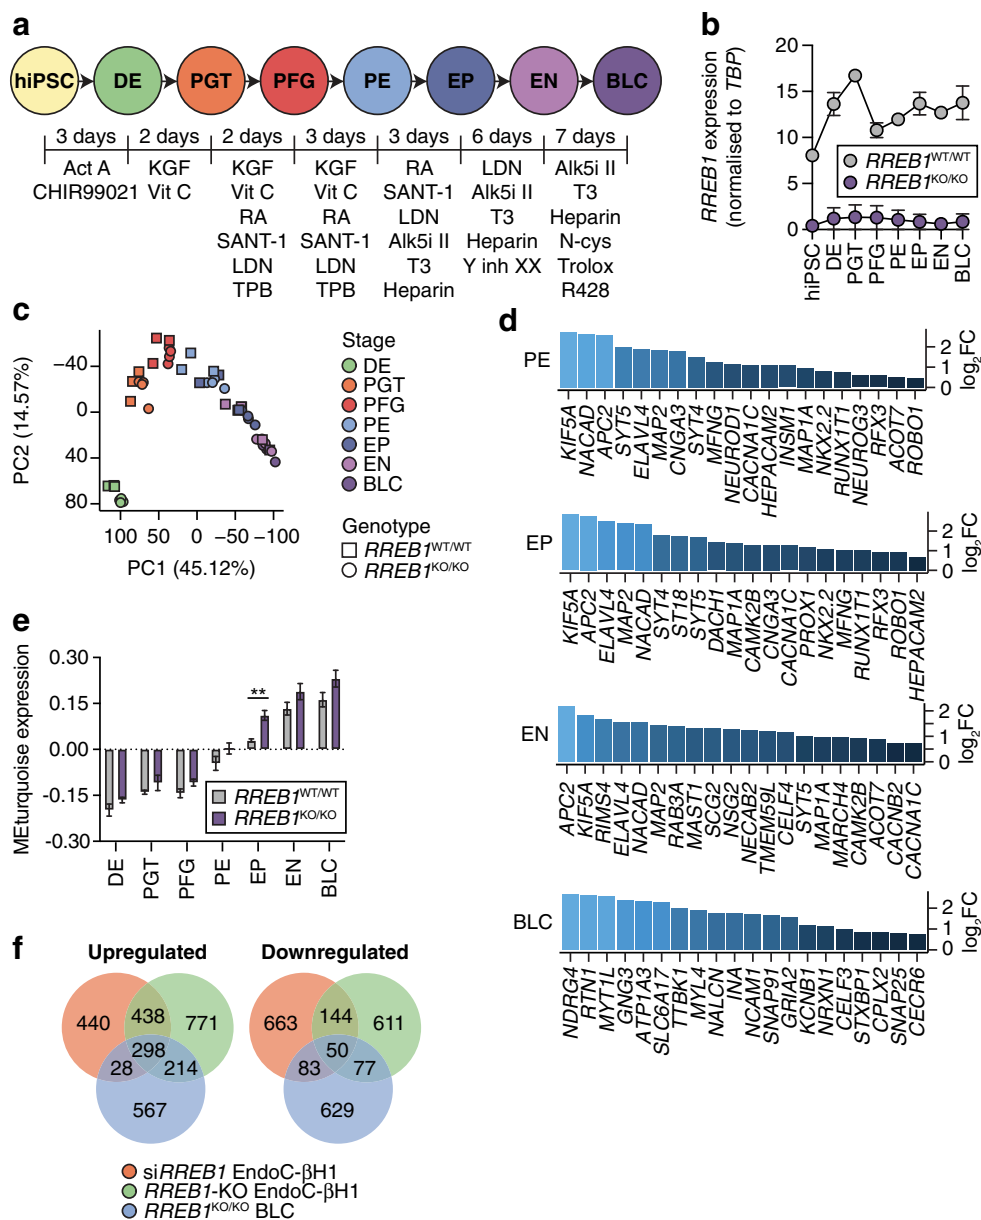 a
hiPSC DE PGT PFG PE EP EN BLC
3 days 2 days 2 days 3 days 3 days 6 days 7 days
Act A KGF KGF KGF RA LDN Alk5i II
CHIR99021 Vit C Vit C Vit C SANT-1 Alk5i II T3
RA RA LDN T3 Heparin
SANT-1 SANT-1 Alk5i II Heparin N-cys
LDN LDN T3 Y inh XX Trolox
TPB TPB Heparin R428
b
RREB1 expression
(normalised to TBP)
20
15
10
5
0
RREB1WT/WT
RREB1KO/KO
hiPSC DE PGT PFG PE EP EN BLC
c
PC2 (14.57%)
−40
0
40
80
100 50 0 −50 −100
PC1 (45.12%)
Stage
DE
PGT
PFG
PE
EP
EN
BLC
Genotype
RREB1WT/WT
RREB1KO/KO
d
PE
2
1
0
log2FC
KIF5A NACAD APC2 SYT5 ELAVL4 MAP2 CNGA3 SYT4 MFNG NEUROD1 CACNA1C HEPACAM2 INSM1 MAP1A NKX2.2 RUNX1T1 NEUROG3 RFX3 ACOT7 ROBO1
EP
2
1
0
log2FC
KIF5A APC2 ELAVL4 MAP2 NACAD SYT4 ST18 SYT5 DACH1 MAP1A CAMK2B CNGA3 CACNA1C PROX1 NKX2.2 MFNG RUNX1T1 RFX3 ROBO1 HEPACAM2
EN
2
1
0
log2FC
APC2 KIF5A RIMS4 ELAVL4 NACAD MAP2 RAB3A MAST1 SCG2 NSG2 NECAB2 TMEM59L CELF4 SYT5 MAP1A MARCH4 CAMK2B ACOT7 CACNB2 CACNA1C
BLC
2
1
0
log2FC
NDRG4 RTN1 MYT1L GNG3 ATP1A3 SLC6A17 TTBK1 MYL4 NALCN INA NCAM1 SNAP91 GRIA2 KCNB1 NRXN1 CELF3 STXBP1 CPLX2 SNAP25 CECR6
e
MEturquoise expression
0.30
0.15
0.00
-0.15
-0.30
**
RREB1WT/WT
RREB1KO/KO
DE PGT PFG PE EP EN BLC
f
Upregulated Downregulated
440 438 771 663 144 611
298 50
28 214 83 77
567 629
siRREB1 EndoC-βH1
RREB1-KO EndoC-βH1
RREB1KO/KO BLC